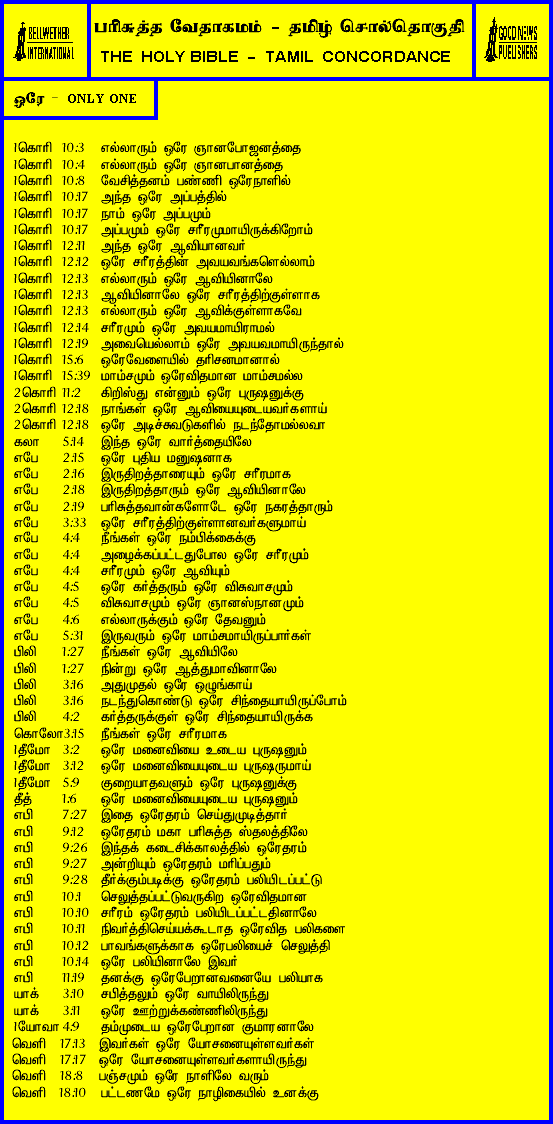 BELLWETHER INTERNATIONAL
பரிசுத்த வேதாகமம் - தமிழ் சொல்தொகுதி
THE HOLY BIBLE - TAMIL CONCORDANCE
GOOD NEWS PUBLISHERS
ஒரே - ONLY ONE
1கொரி 10:3 எல்லாரும் ஒரே ஞானபோஜனத்தை
1கொரி 10:4 எல்லாரும் ஒரே ஞானபானத்தை
1கொரி 10:8 வேசித்தனம் பண்ணி ஒரேநாளில்
1கொரி 10:17 அந்த ஒரே அப்பத்தில்
1கொரி 10:17 நாம் ஒரே அப்பமும்
1கொரி 10:17 அப்பமும் ஒரே சரீரமுமாயிருக்கிறோம்
1கொரி 12:11 அந்த ஒரே ஆவியானவர்
1கொரி 12:12 ஒரே சரீரத்தின் அவயவங்களெல்லாம்
1கொரி 12:13 எல்லாரும் ஒரே ஆவியினாலே
1கொரி 12:13 ஆவியினாலே ஒரே சரீரத்திற்குள்ளாக
1கொரி 12:13 எல்லாரும் ஒரே ஆவிக்குள்ளாகவே
1கொரி 12:14 சரீரமும் ஒரே அவயமாயிராமல்
1கொரி 12:19 அவையெல்லாம் ஒரே அவயவமாயிருந்தால்
1கொரி 15:6 ஒரேவேளையில் தரிசனமானால்
1கொரி 15:39 மாம்சமும் ஒரேவிதமான மாம்சமல்ல
2கொரி 11:2 கிறிஸ்து என்னும் ஒரே புருஷனுக்கு
2கொரி 12:18 நாங்கள் ஒரே ஆவியையுடையவர்களாய்
2கொரி 12:18 ஒரே அடிச்சுவடுகளில் நடந்தோமல்லவா
கலா 5:14 இந்த ஒரே வார்த்தையிலே
எபே 2:15 ஒரே புதிய மனுஷனாக
எபே 2:16 இருதிறத்தாரையும் ஒரே சரீரமாக
எபே 2:18 இருதிறத்தாரும் ஒரே ஆவியினாலே
எபே 2:19 பரிசுத்தவான்களோடே ஒரே நகரத்தாரும்
எபே 3:33 ஒரே சரீரத்திற்குள்ளானவர்களுமாய்
எபே 4:4 நீங்கள் ஒரே நம்பிக்கைக்கு
எபே 4:4 அழைக்கப்பட்டதுபோல ஒரே சரீரமும்
எபே 4:4 சரீரமும் ஒரே ஆவியும்
எபே 4:5 ஒரே கர்த்தரும் ஒரே விசுவாசமும்
எபே 4:5 விசுவாசமும் ஒரே ஞானஸ்நானமும்
எபே 4:6 எல்லாருக்கும் ஒரே தேவனும்
எபே 5:31 இருவரும் ஒரே மாம்சமாயிருப்பார்கள்
பிலி 1:27 நீங்கள் ஒரே ஆவியிலே
பிலி 1:27 நின்று ஒரே ஆத்துமாவினாலே
பிலி 3:16 அதுமுதல் ஒரே ஒழுங்காய்
பிலி 3:16 நடந்துகொண்டு ஒரே சிந்தையாயிருப்போம்
பிலி 4:2 கர்த்தருக்குள் ஒரே சிந்தையாயிருக்க
கொலோ3:15 நீங்கள் ஒரே சரீரமாக
1தீமோ 3:2 ஒரே மனைவியை உடைய புருஷனும்
1தீமோ 3:12 ஒரே மனைவியையுடைய புருஷருமாய்
1தீமோ 5:9 குறையாதவளும் ஒரே புருஷனுக்கு
தீத் 1:6 ஒரே மனைவியையுடைய புருஷனும்
எபி 7:27 இதை ஒரேதரம் செய்துமுடித்தார்
எபி 9:12 ஒரேதரம் மகா பரிசுத்த ஸ்தலத்திலே
எபி 9:26 இந்தக் கடைசிக்காலத்தில் ஒரேதரம்
எபி 9:27 அன்றியும் ஒரேதரம் மரிப்பதும்
எபி 9:28 தீர்க்கும்படிக்கு ஒரேதரம் பலியிடப்பட்டு
எபி 10:1 செலுத்தப்பட்டுவருகிற ஒரேவிதமான
எபி 10:10 சரீரம் ஒரேதரம் பலியிடப்பட்டதினாலே
எபி 10:11 நிவர்த்திசெய்யக்கூடாத ஒரேவித பலிகளை
எபி 10:12 பாவங்களுக்காக ஒரேபலியைச் செலுத்தி
எபி 10:14 ஒரே பலியினாலே இவர்
எபி 11:19 தனக்கு ஒரேபேறானவனையே பலியாக
யாக் 3:10 சபித்தலும் ஒரே வாயிலிருந்து
யாக் 3:11 ஒரே ஊற்றுக்கண்ணிலிருந்து
1யோவா 4:9 தம்முடைய ஒரேபேறான குமாரனாலே
வெளி 17:13 இவர்கள் ஒரே யோசனையுள்ளவர்கள்
வெளி 17:17 ஒரே யோசனையுள்ளவர்களாயிருந்து
வெளி 18:8 பஞ்சமும் ஒரே நாளிலே வரும்
வெளி 18:10 பட்டணமே ஒரே நாழிகையில் உனக்கு